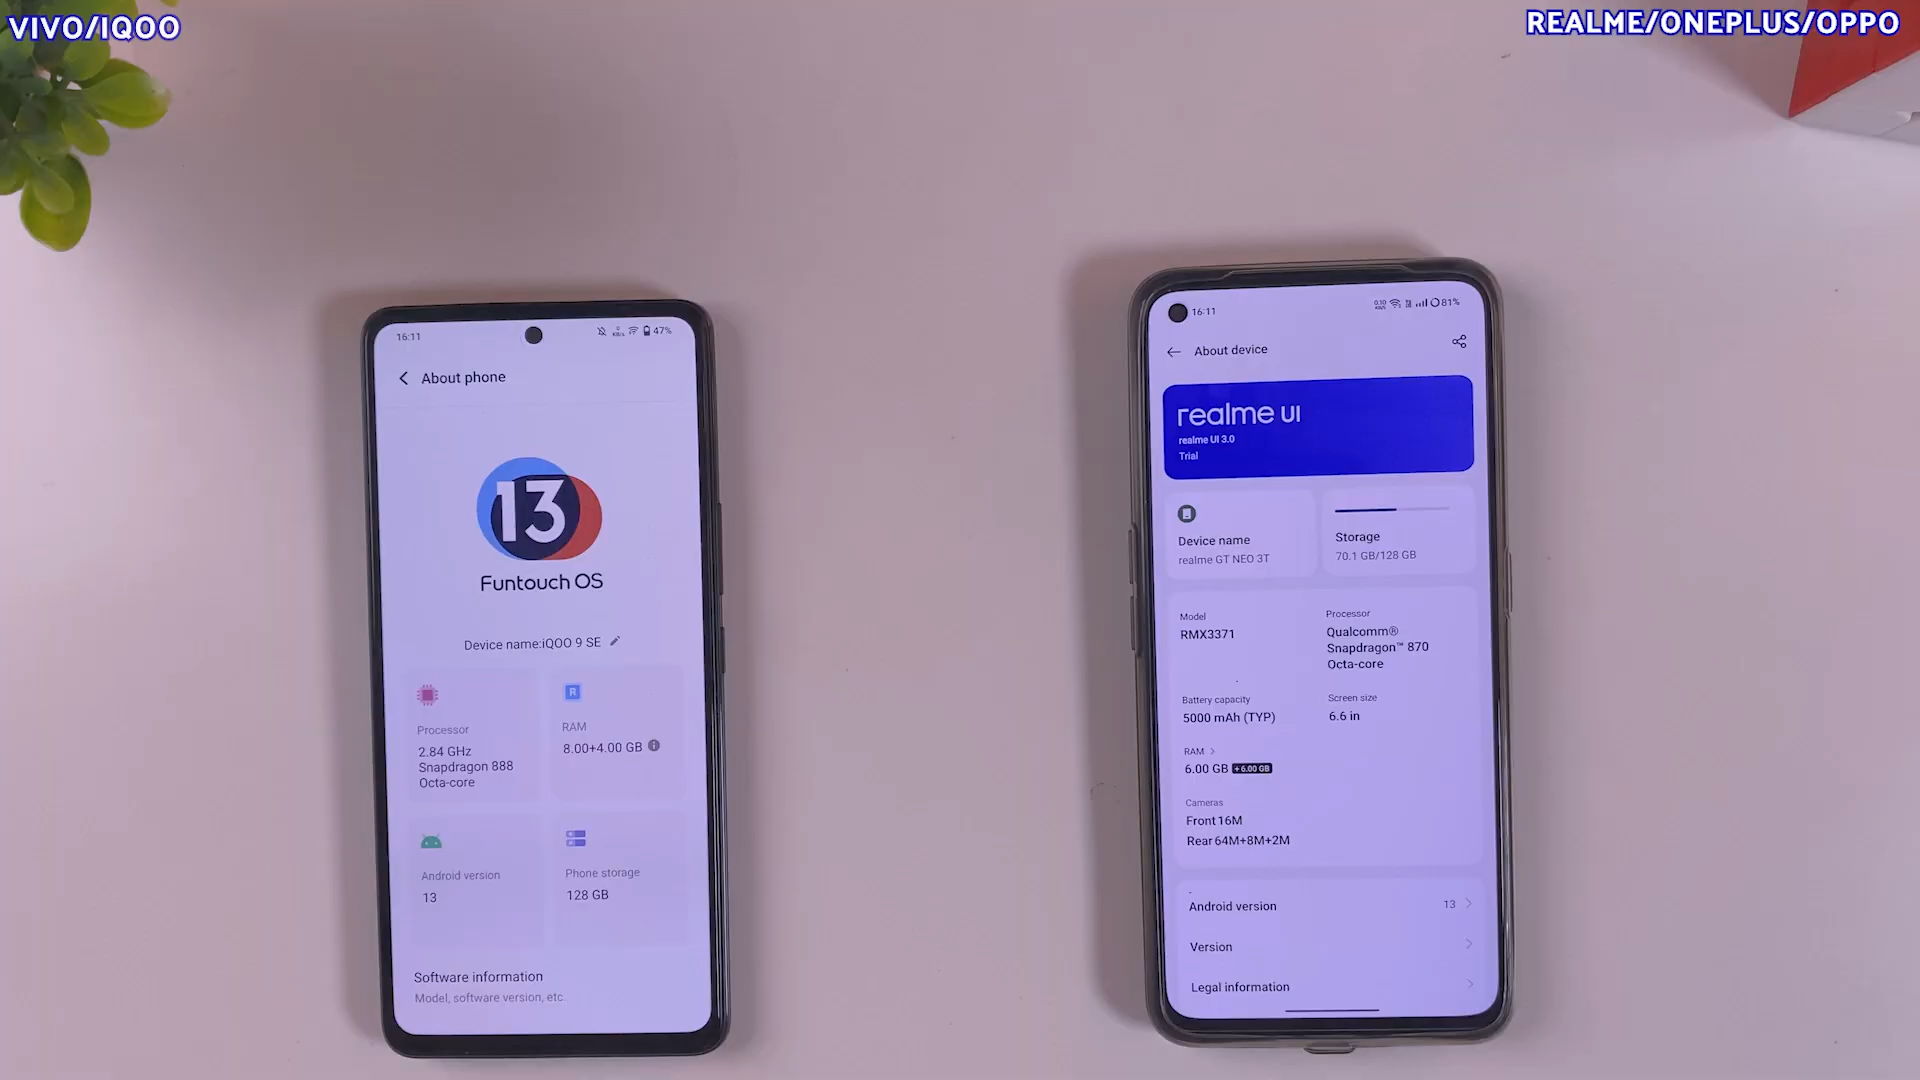 VIVO/IQOO
REALME/ONEPLUS/OPPO
16:11
47%
About phone
13
Funtouch OS
Device name:iQOO 9 SE
Processor
2.84 GHz
Snapdragon 888
Octa-core
R
RAM
8.00+4.00 GB
Android version
13
Phone storage
128 GB
Software information
Model, software version, etc.
16:11
81%
About device
realme UI
realme UI 3.0
Trial
Device name
realme GT NEO 3T
Storage
70.1 GB/128 GB
Model
RMX3371
Processor
Qualcomm®
Snapdragon™ 870
Octa-core
Battery capacity
5000 mAh (TYP)
Screen size
6.6 in
RAM >
6.00 GB +6.00 GB
Cameras
Front 16M
Rear 64M+8M+2M
Android version 13
Version
Legal information